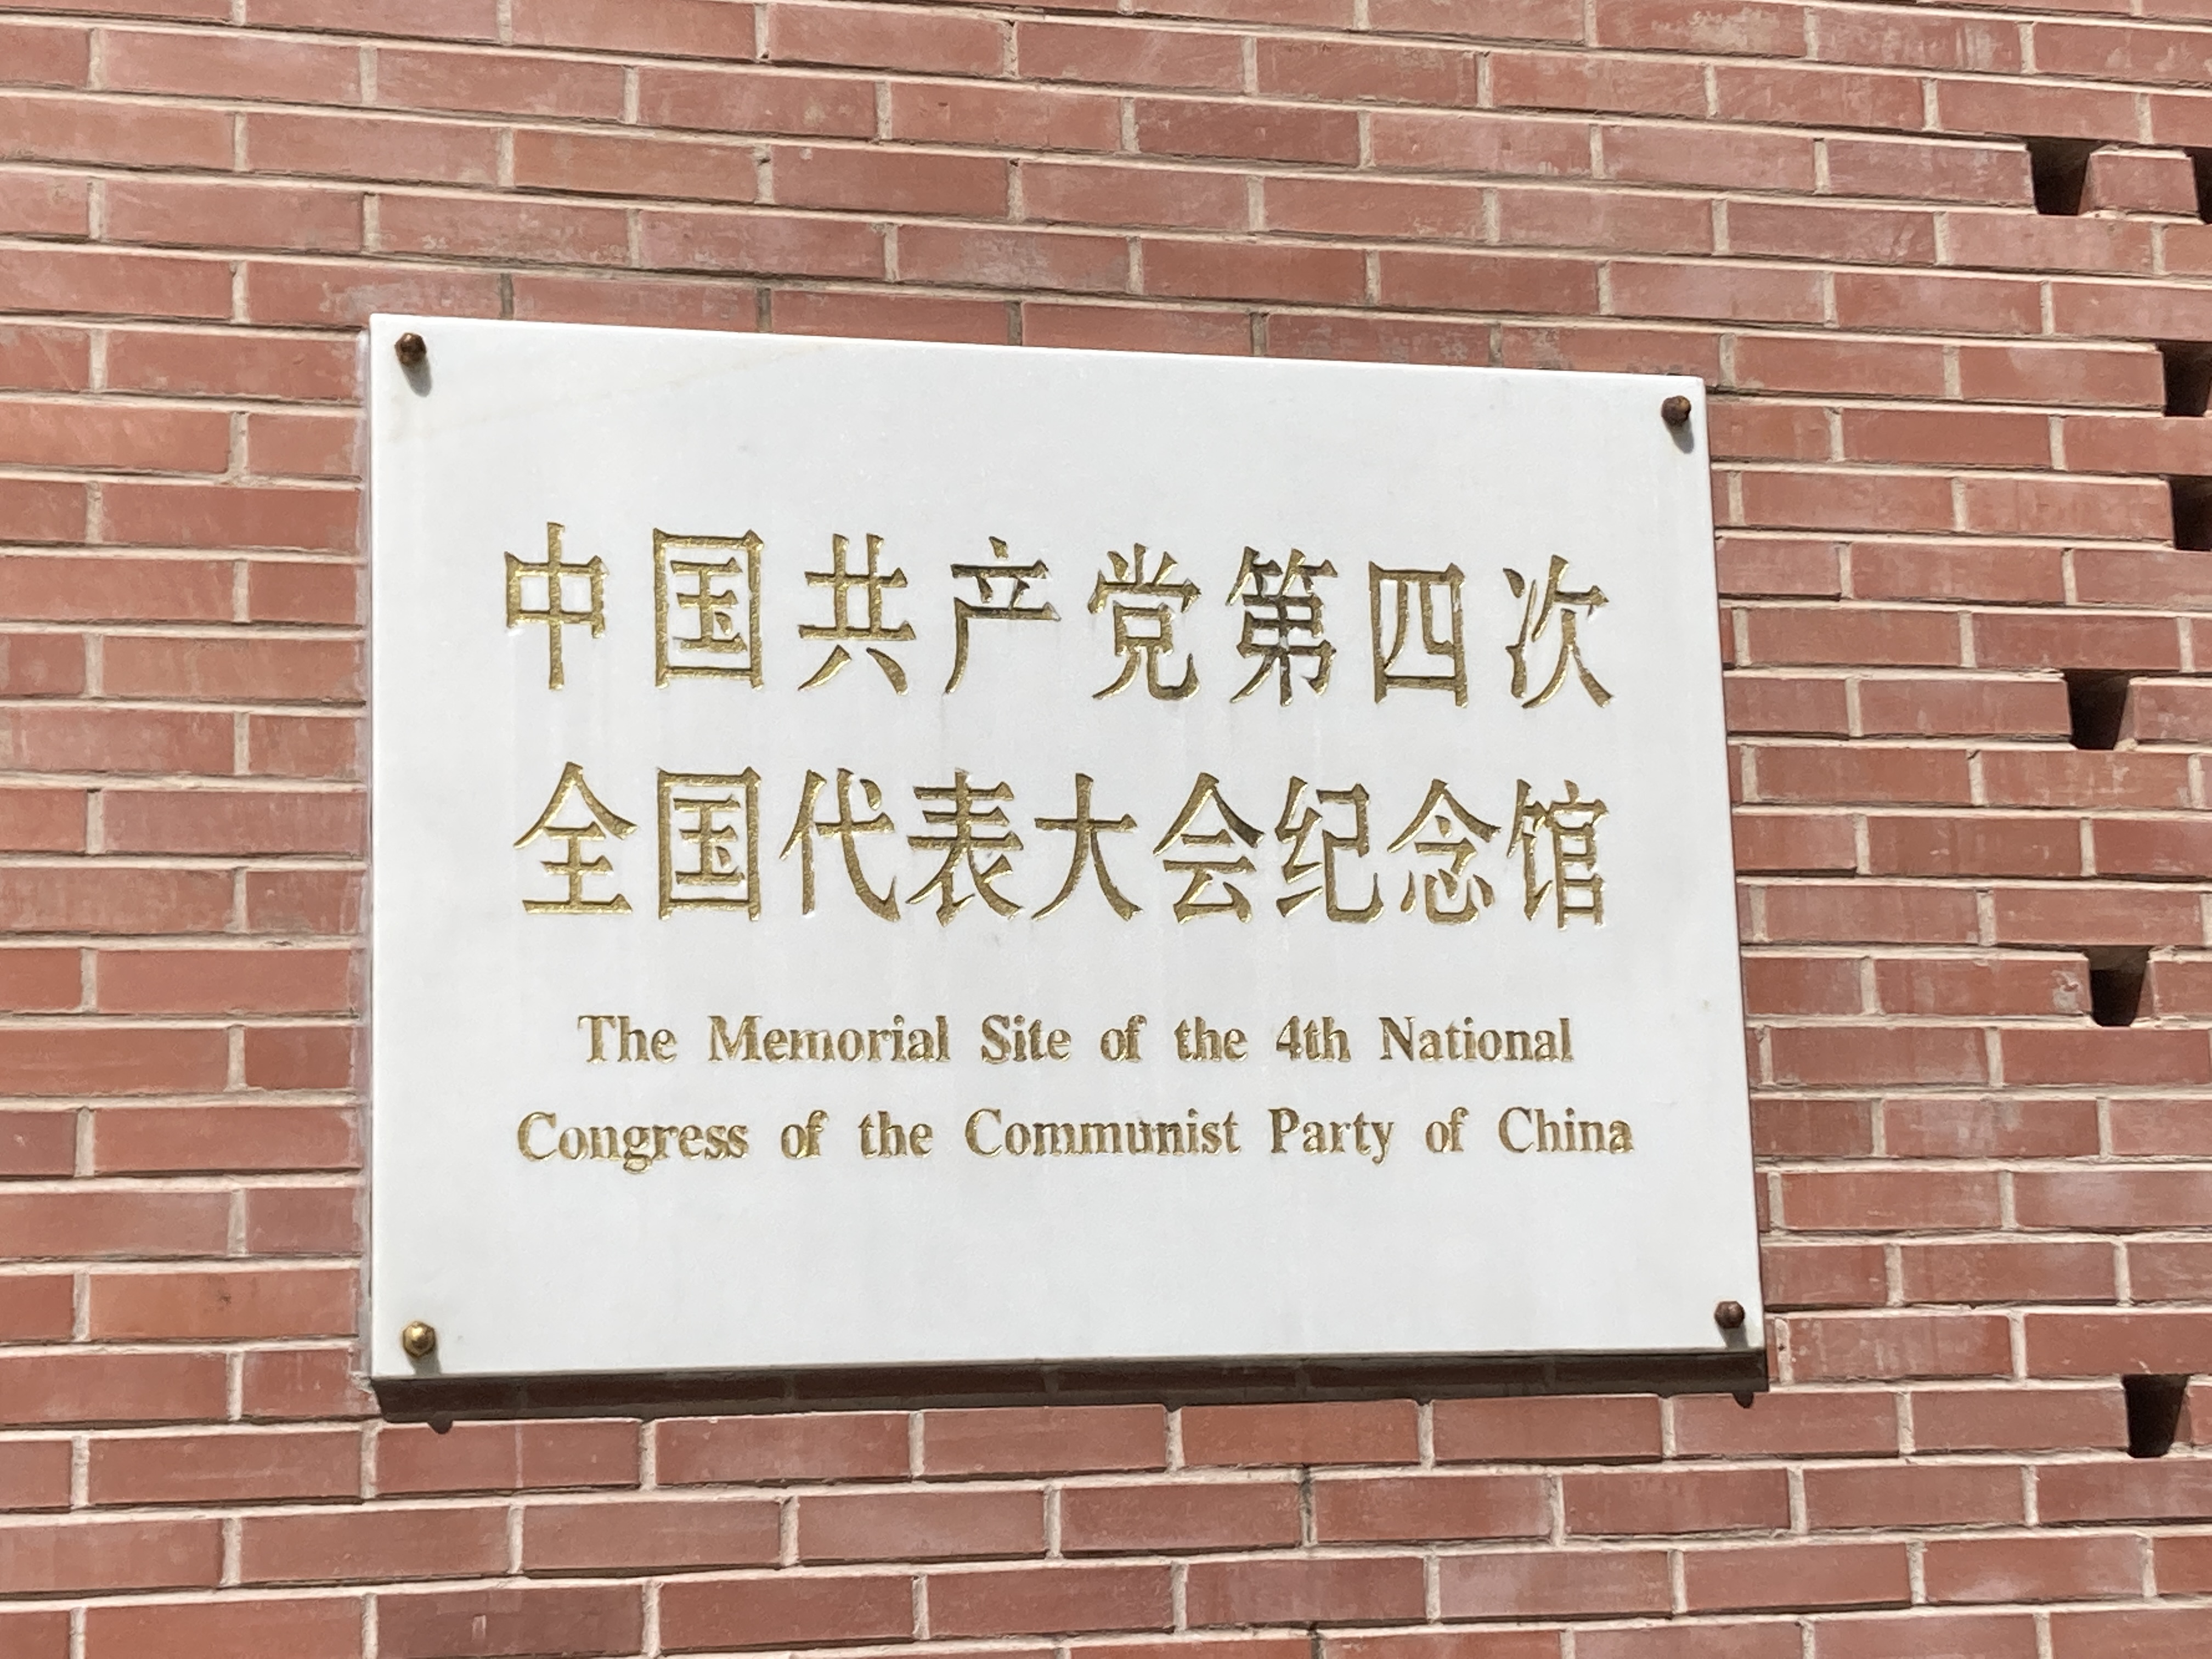 中国共产党第四次
全国代表大会纪念馆
The Memorial Site of the 4th National
Congress of the Communist Party of China